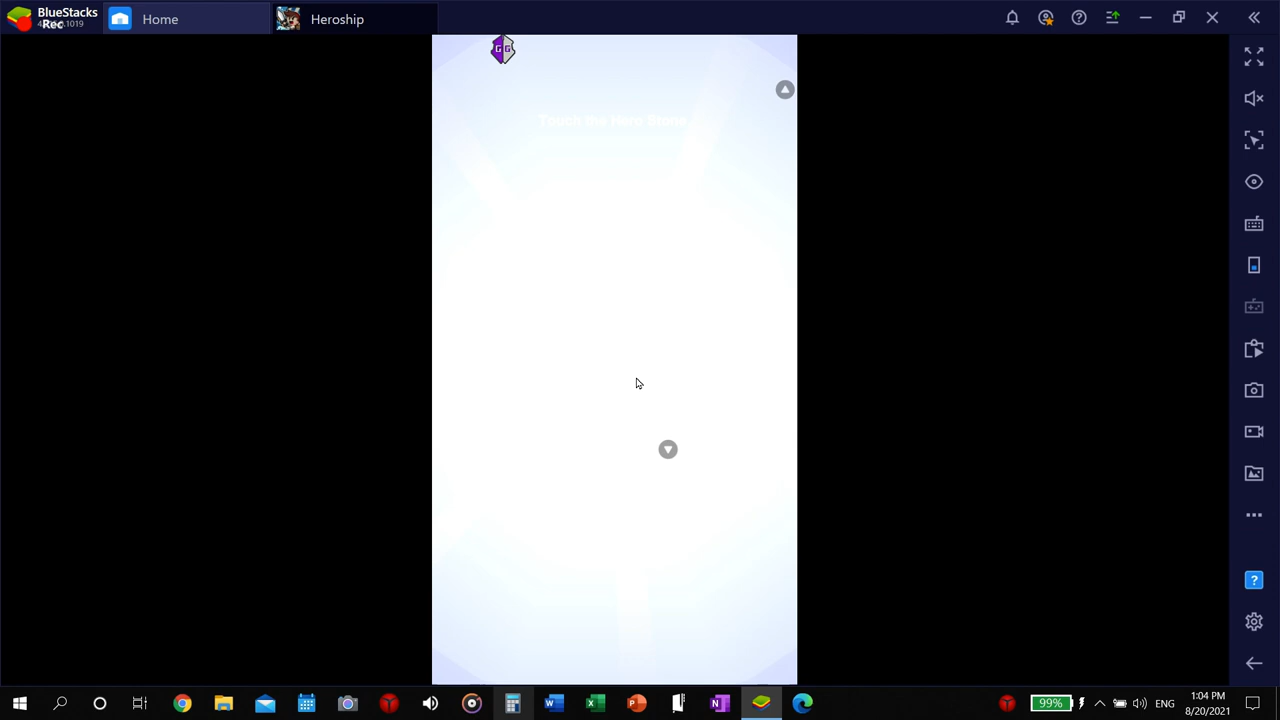 BlueStacks
Rec
Home
Heroship
G G
Touch the Hero Stone
99%
ENG
1:04 PM
8/20/2021